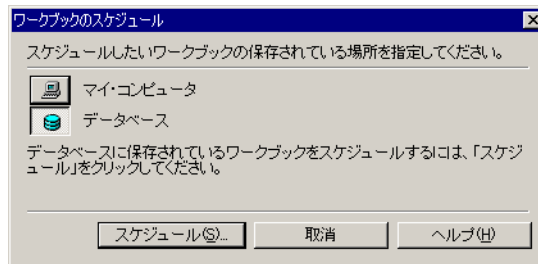 ワークブックのスケジュール
スケジュールしたいワークブックの保存されている場所を指定してください。
マイ・コンピュータ
データベース
データベースに保存されているワークブックをスケジュールするには、「スケジ
ュール」をクリックしてください。
スケジュール(S)... 取消 ヘルプ(H)